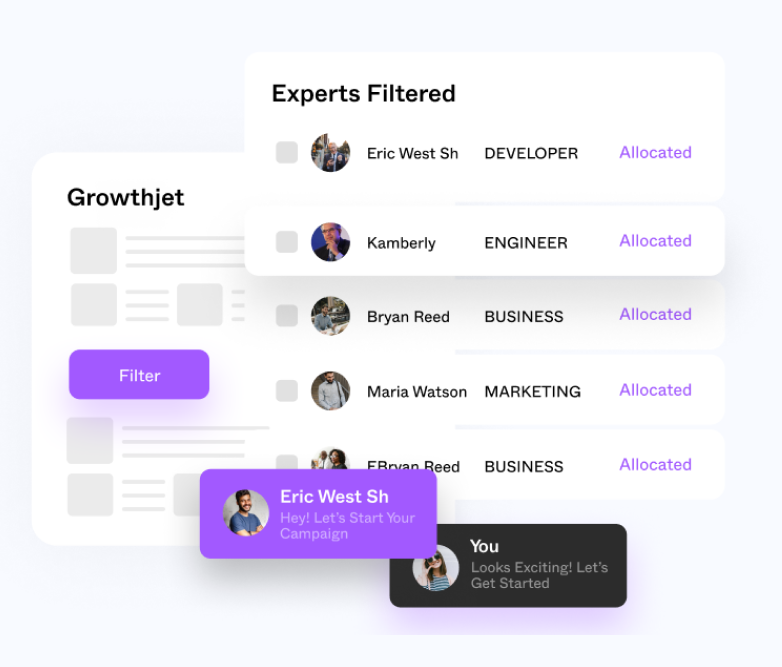 Experts Filtered
Eric West Sh DEVELOPER Allocated
Growthjet
Kamberly ENGINEER Allocated
Bryan Reed BUSINESS Allocated
Filter
Maria Watson MARKETING Allocated
EBryan Reed BUSINESS Allocated
Eric West Sh
Hey! Let's Start Your
Campaign
You
Looks Exciting! Let's
Get Started